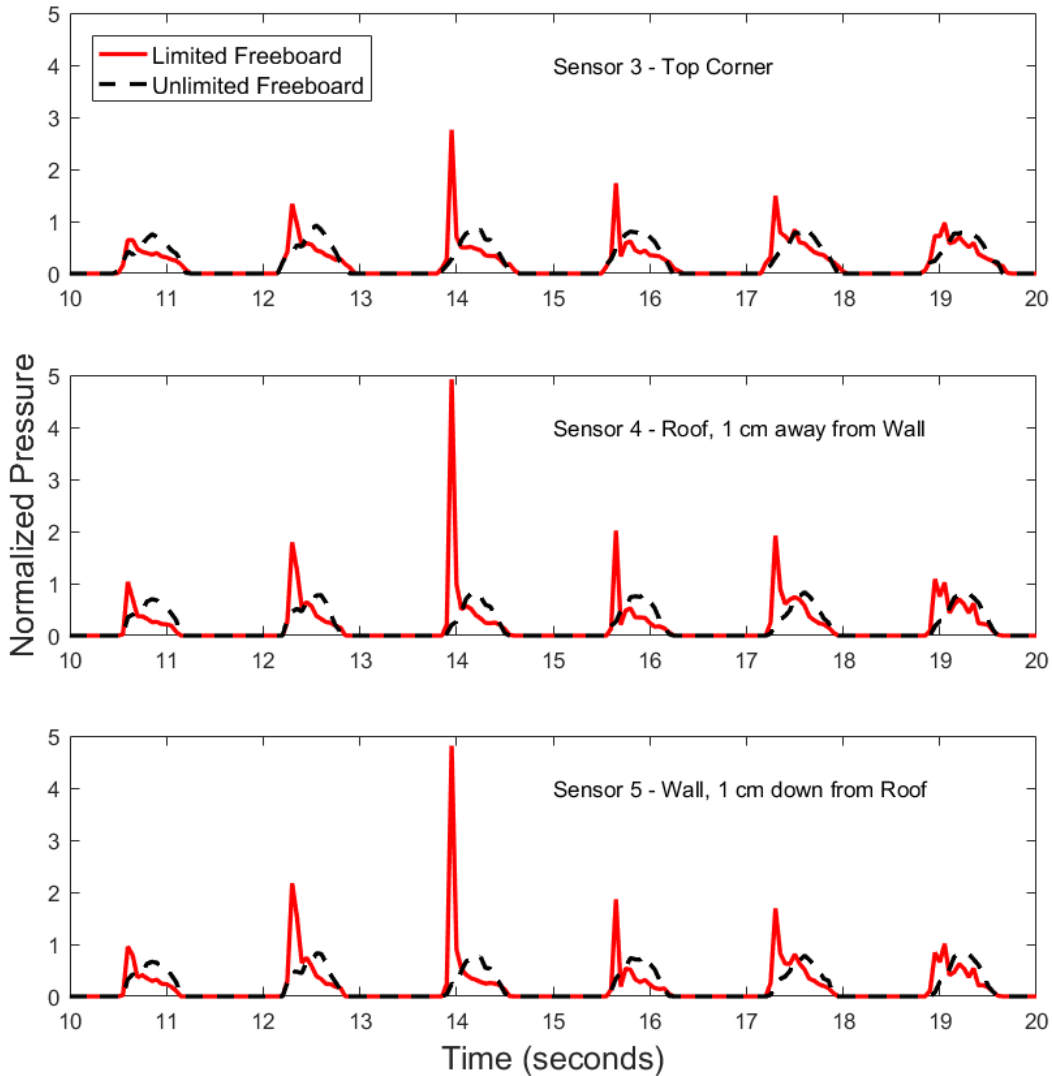 5
4
3
2
1
0
Limited Freeboard
Unlimited Freeboard
Sensor 3 - Top Corner
10 11 12 13 14 15 16 17 18 19 20
Normalized Pressure
5
4
3
2
1
0
Sensor 4 - Roof, 1 cm away from Wall
10 11 12 13 14 15 16 17 18 19 20
5
4
3
2
1
0
Sensor 5 - Wall, 1 cm down from Roof
10 11 12 13 14 15 16 17 18 19 20
Time (seconds)